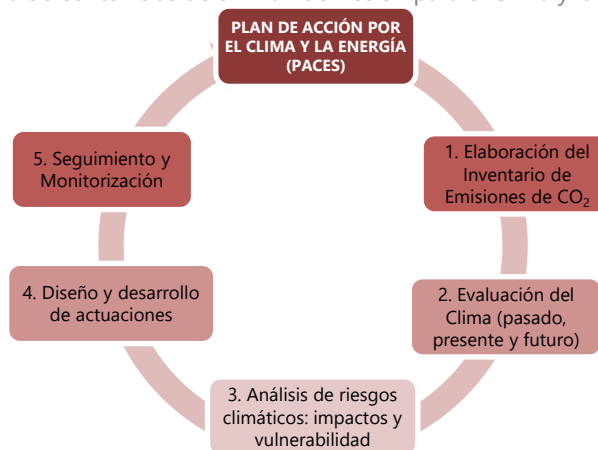 PLAN DE ACCIÓN POR
EL CLIMA Y LA ENERGÍA
(PACES)
1. Elaboración del
Inventario de
Emisiones de CO₂
2. Evaluación del
Clima (pasado,
presente y futuro)
3. Análisis de riesgos
climáticos: impactos y
vulnerabilidad
4. Diseño y desarrollo
de actuaciones
5. Seguimiento y
Monitorización